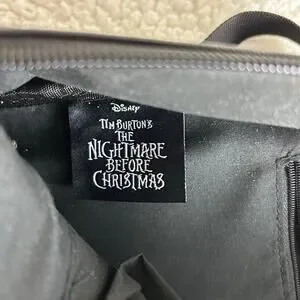 Disney
TIM BURTON'S
THE
NIGHTMARE
BEFORE
CHRISTMAS